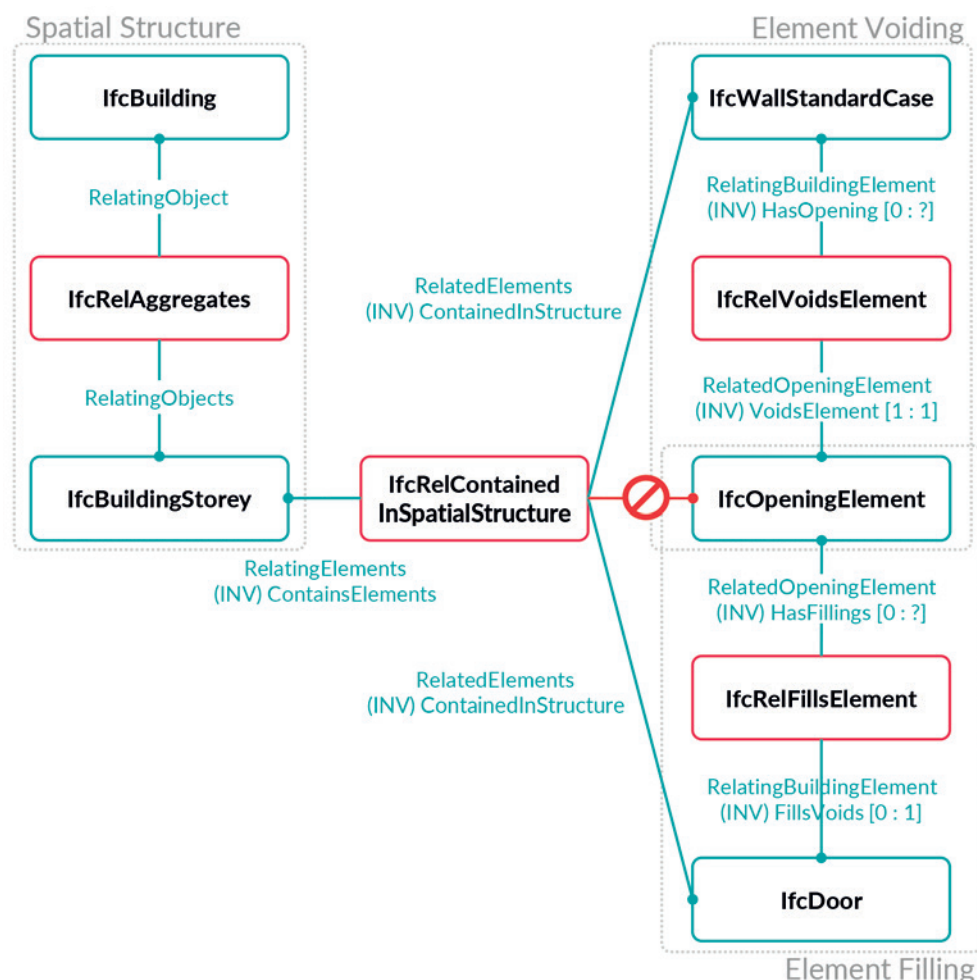 Spatial Structure
Element Voiding
IfcBuilding
IfcWallStandardCase
RelatingObject
RelatingBuildingElement
(INV) HasOpening [0 : ?]
IfcRelAggregates
IfcRelVoidsElement
RelatedElements
(INV) ContainedInStructure
RelatingObjects
RelatedOpeningElement
(INV) VoidsElement [1 : 1]
IfcBuildingStorey
IfcRelContained
InSpatialStructure
IfcOpeningElement
RelatingElements
(INV) ContainsElements
RelatedOpeningElement
(INV) HasFillings [0 : ?]
RelatedElements
(INV) ContainedInStructure
IfcRelFillsElement
RelatingBuildingElement
(INV) FillsVoids [0 : 1]
IfcDoor
Element Filling